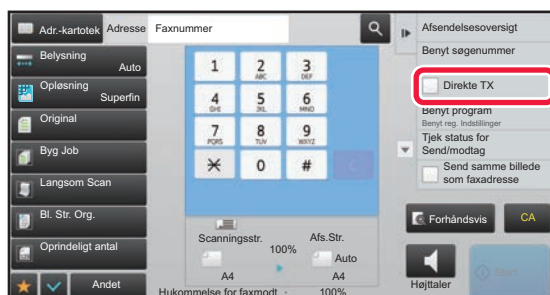 Adr.-kartotek
Adresse
Faxnummer
Belysning
Auto
Opløsning
Superfin
Original
Byg Job
Langsom Scan
Bl. Str. Org.
Oprindeligt antal
Andet
1
2 ABC
3 DEF
4 GHI
5 JKL
6 MNO
7 PQRS
8 TUV
9 WXYZ
0
#
Scanningsstr.
100%
Afs.Str.
Auto
A4
A4
Hukommelse for faxmodt. :
100%
Afsendelsesoversigt
Benyt søgenummer
Direkte TX
Benyt program
Benyt reg. Indstillinger
Tjek status for
Send/modtag
Send samme billede
som faxadresse
Forhåndsvis
CA
Højttaler
Start